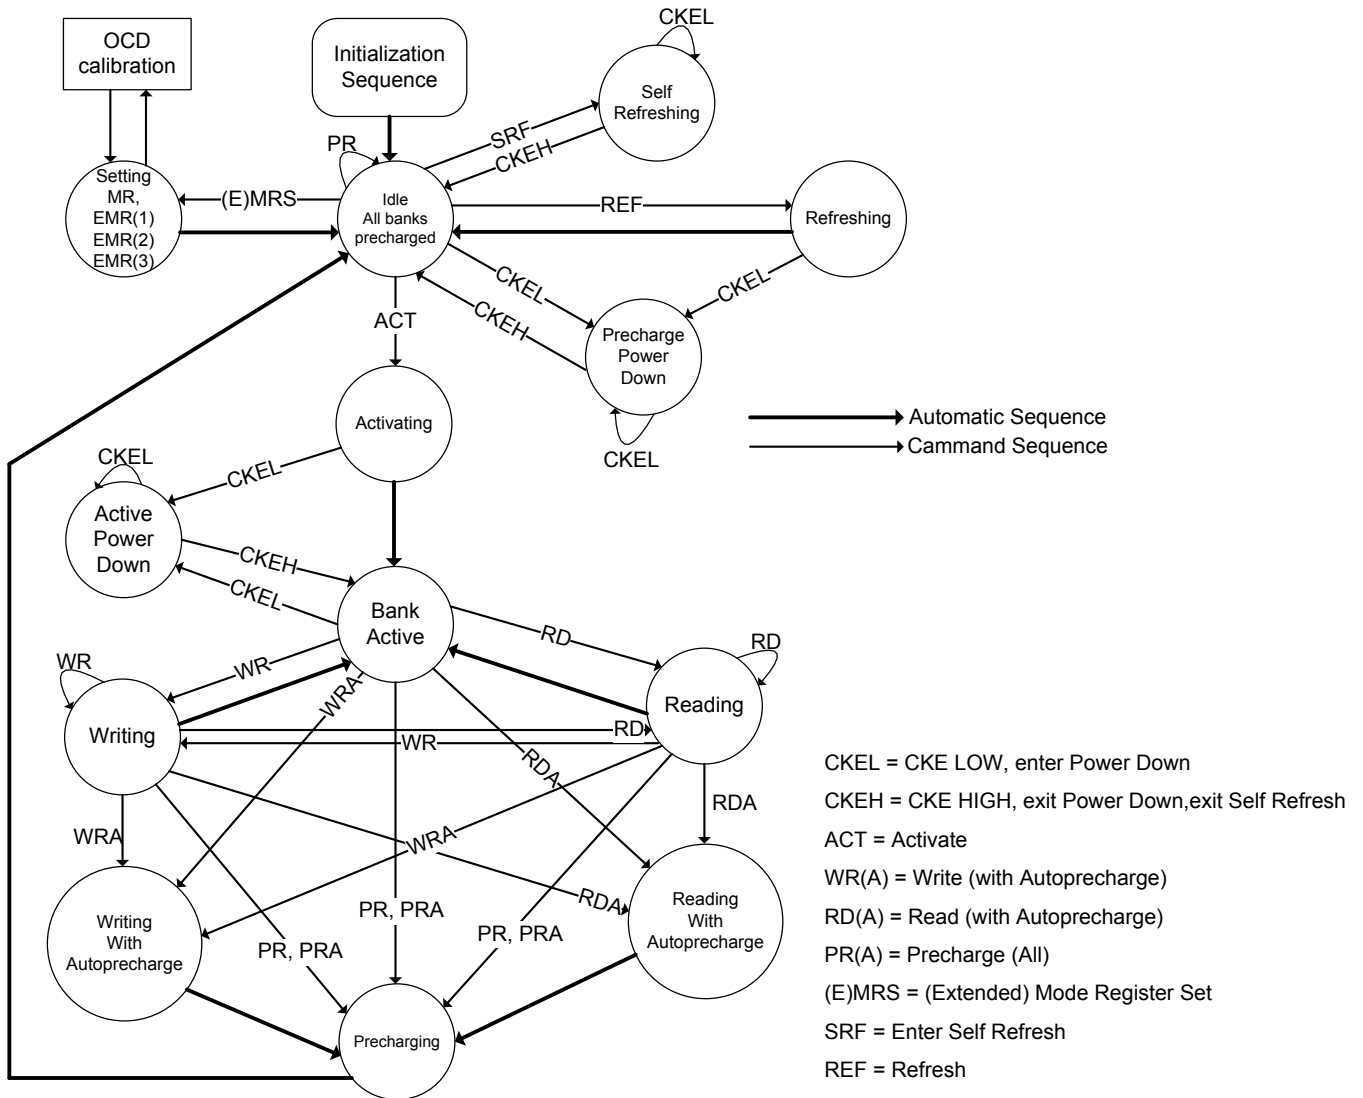 OCD
calibration
Initialization
Sequence
CKEL
Self
Refreshing
SRF
CKEH
PR
Setting
MR,
EMR(1)
EMR(2)
EMR(3)
(E)MRS
Idle
All banks
precharged
REF
Refreshing
CKEL
CKEH
CKEL
ACT
Precharge
Power
Down
CKEL
Activating
Automatic Sequence
Cammand Sequence
CKEL
CKEL
Active
Power
Down
CKEH
CKEL
Bank
Active
RD
RD
WR
WR
WRA
Reading
Writing
RD
WR
RDA
RDA
WRA
WRA
RDA
PR, PRA
PR, PRA
PR, PRA
Writing
With
Autoprecharge
Reading
With
Autoprecharge
Precharging
CKEL = CKE LOW, enter Power Down
CKEH = CKE HIGH, exit Power Down,exit Self Refresh
ACT = Activate
WR(A) = Write (with Autoprecharge)
RD(A) = Read (with Autoprecharge)
PR(A) = Precharge (All)
(E)MRS = (Extended) Mode Register Set
SRF = Enter Self Refresh
REF = Refresh